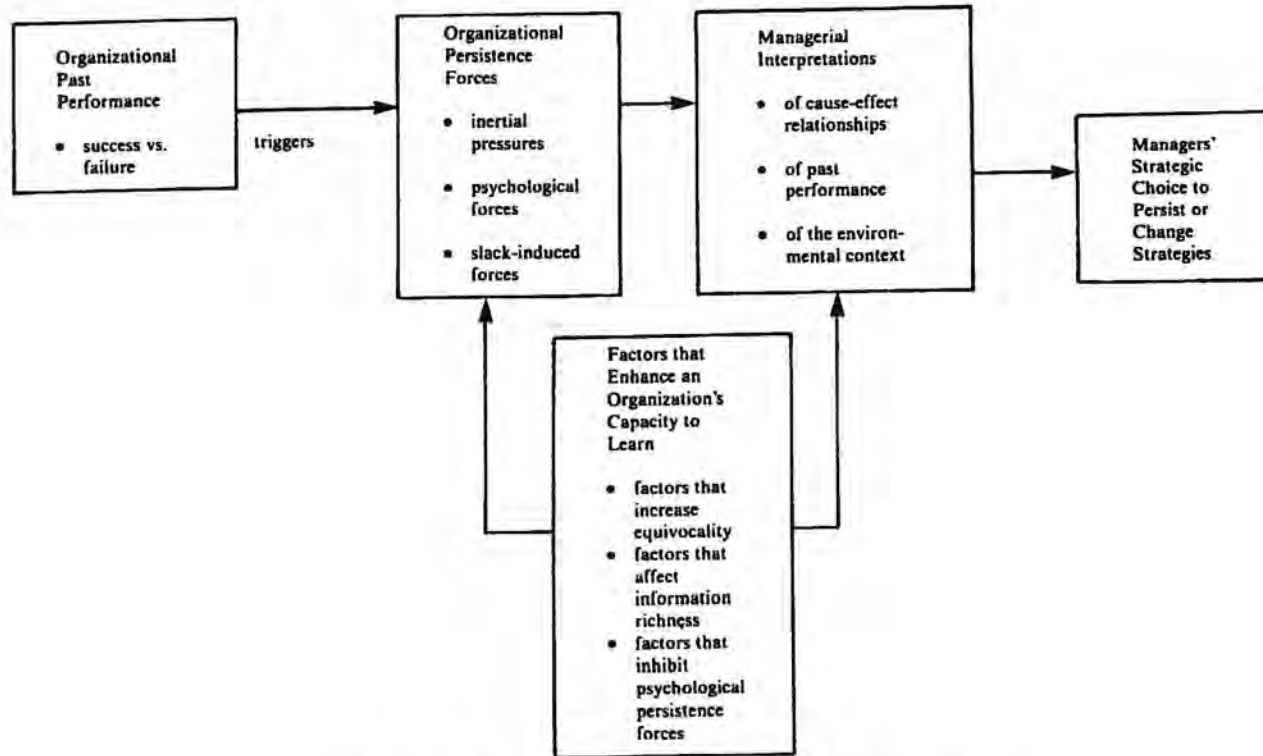 Organizational
Past
Performance
• success vs.
failure
triggers
Organizational
Persistence
Forces
• inertial
pressures
• psychological
forces
• slack-induced
forces
Managerial
Interpretations
• of cause-effect
relationships
• of past
performance
• of the environ-
mental context
Managers'
Strategic
Choice to
Persist or
Change
Strategies
Factors that
Enhance an
Organization's
Capacity to
Learn
• factors that
increase
equivocality
• factors that
affect
information
richness
• factors that
inhibit
psychological
persistence
forces